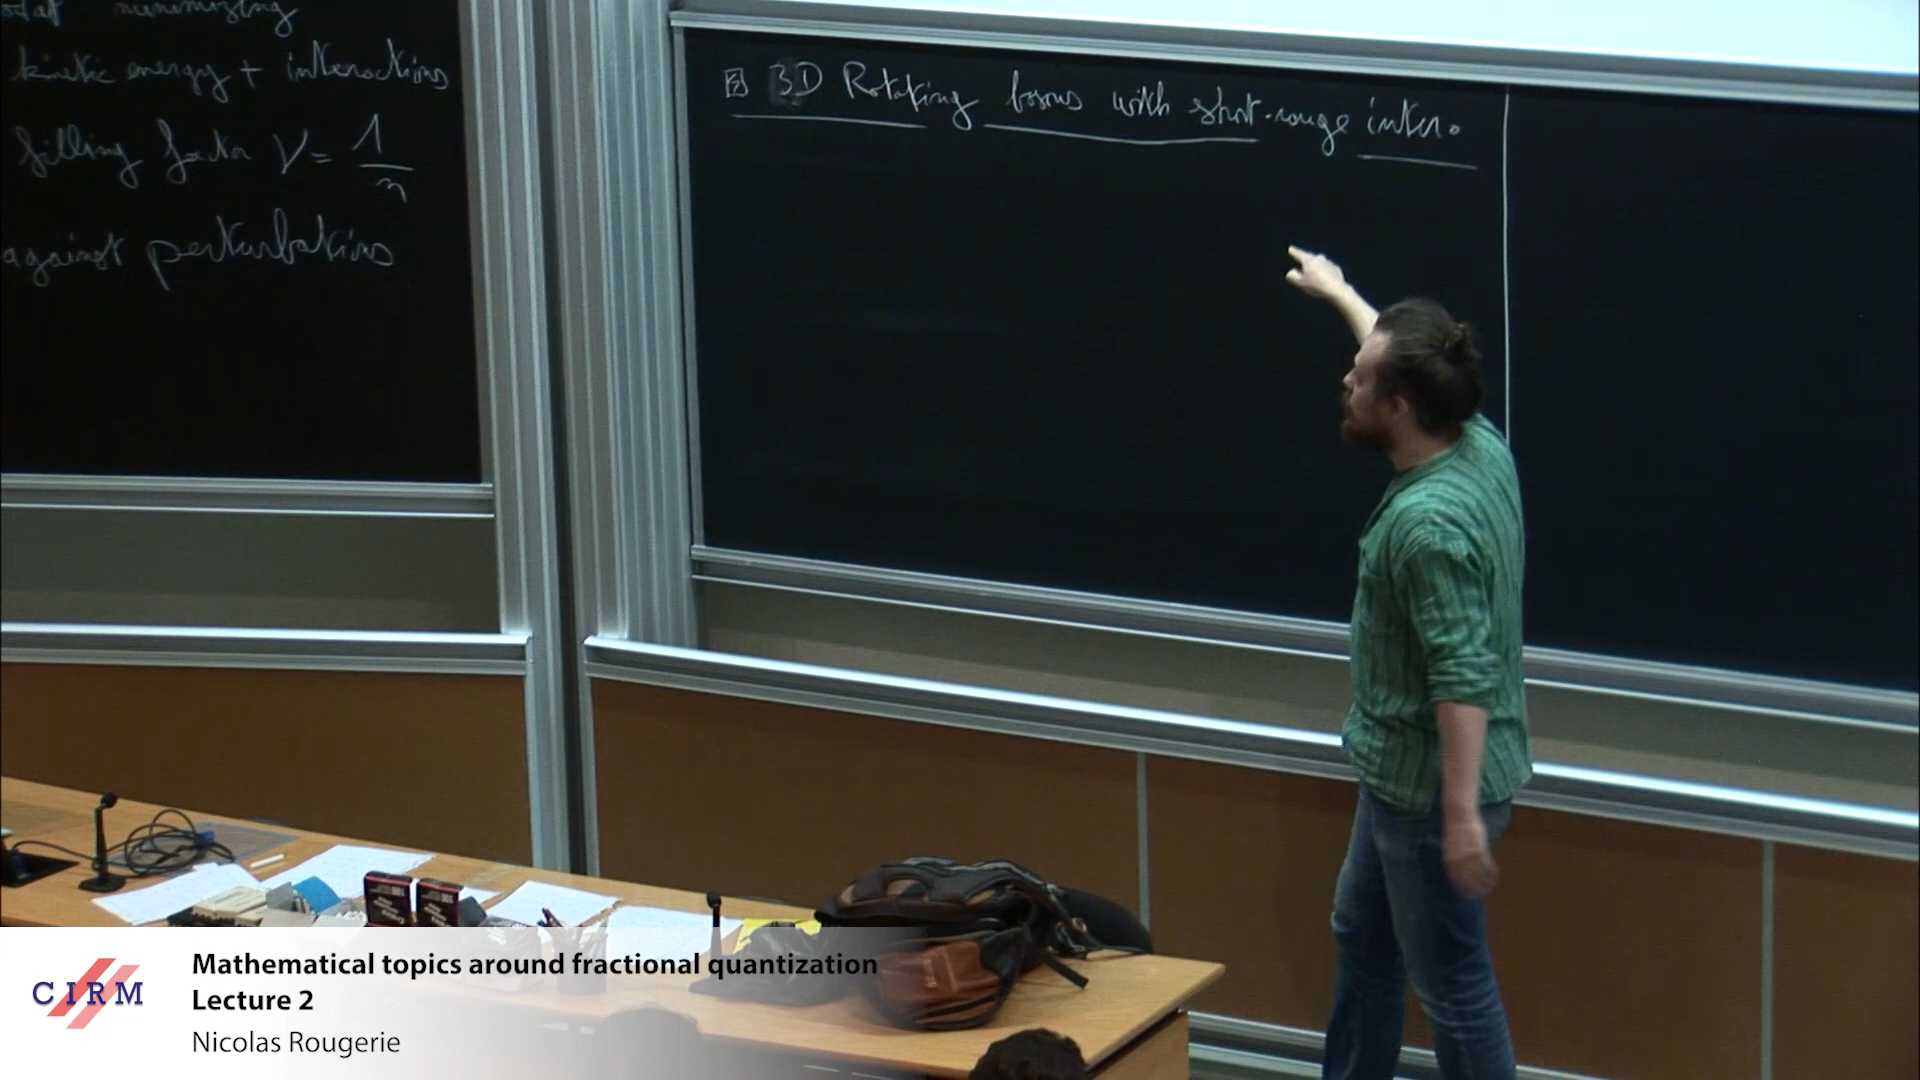 minimizing
kinetic energy + interactions
filling factor ν = 1/n
against perturbations
3D Rotating bosons with short-range inter.
CIRM
Mathematical topics around fractional quantization
Lecture 2
Nicolas Rougerie